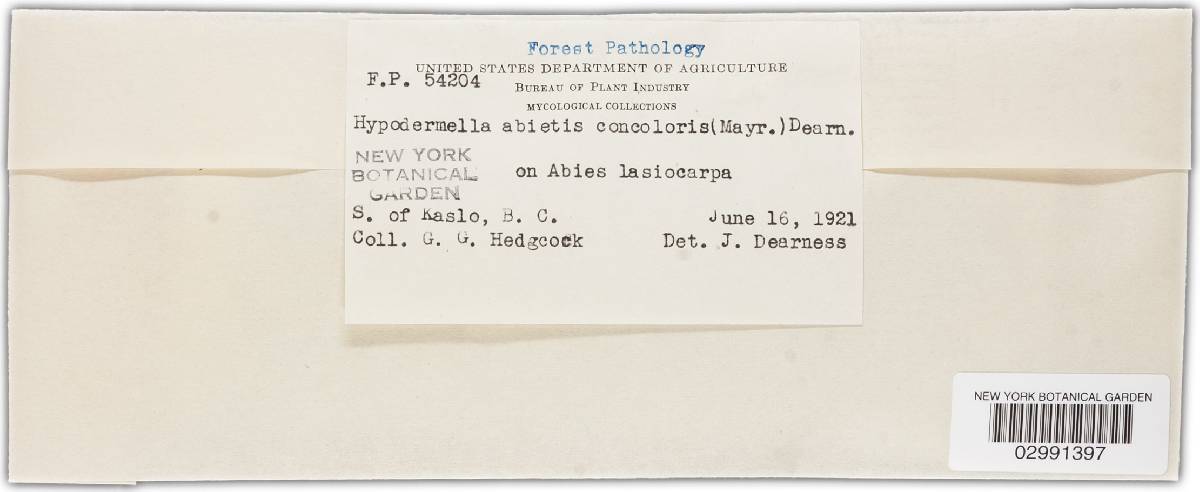 Forest Pathology
UNITED STATES DEPARTMENT OF AGRICULTURE
F.P. 54204
BUREAU OF PLANT INDUSTRY
MYCOLOGICAL COLLECTIONS
Hypodermella abietis concoloris(Mayr.)Dearn.
NEW YORK
BOTANICAL
GARDEN
on Abies lasiocarpa
S. of Kaslo, B. C. June 16, 1921
Coll. G. G. Hedgcock Det. J. Dearness
NEW YORK BOTANICAL GARDEN
02991397